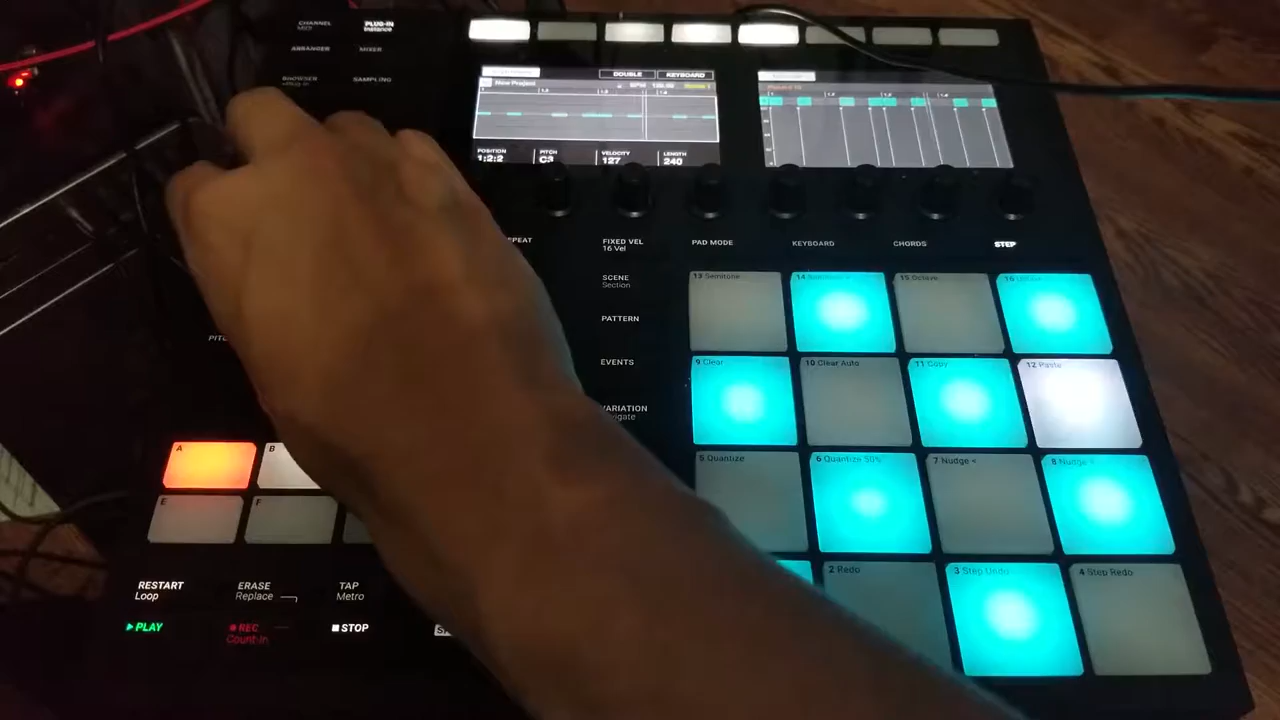 CHANNEL
MIDI
PLUG-IN
Instance
ARRANGER
MIXER
BROWSER
SAMPLING
DOUBLE
KEYBOARD
New Project
POSITION
PITCH
VELOCITY
LENGTH
1:2:2
C3
127
240
FIXED VEL
16 Vel
PAD MODE
KEYBOARD
CHORDS
STEP
SCENE
Section
PATTERN
EVENTS
13 Semitone
15 Octave
9 Clear
10 Clear Auto
11 Copy
12 Paste
5 Quantize
6 Quantize 50%
7 Nudge <
8 Nudge
2 Redo
3 Step Undo
4 Step Redo
A
B
E
F
RESTART
Loop
ERASE
Replace
TAP
Metro
PLAY
REC
Count-In
STOP